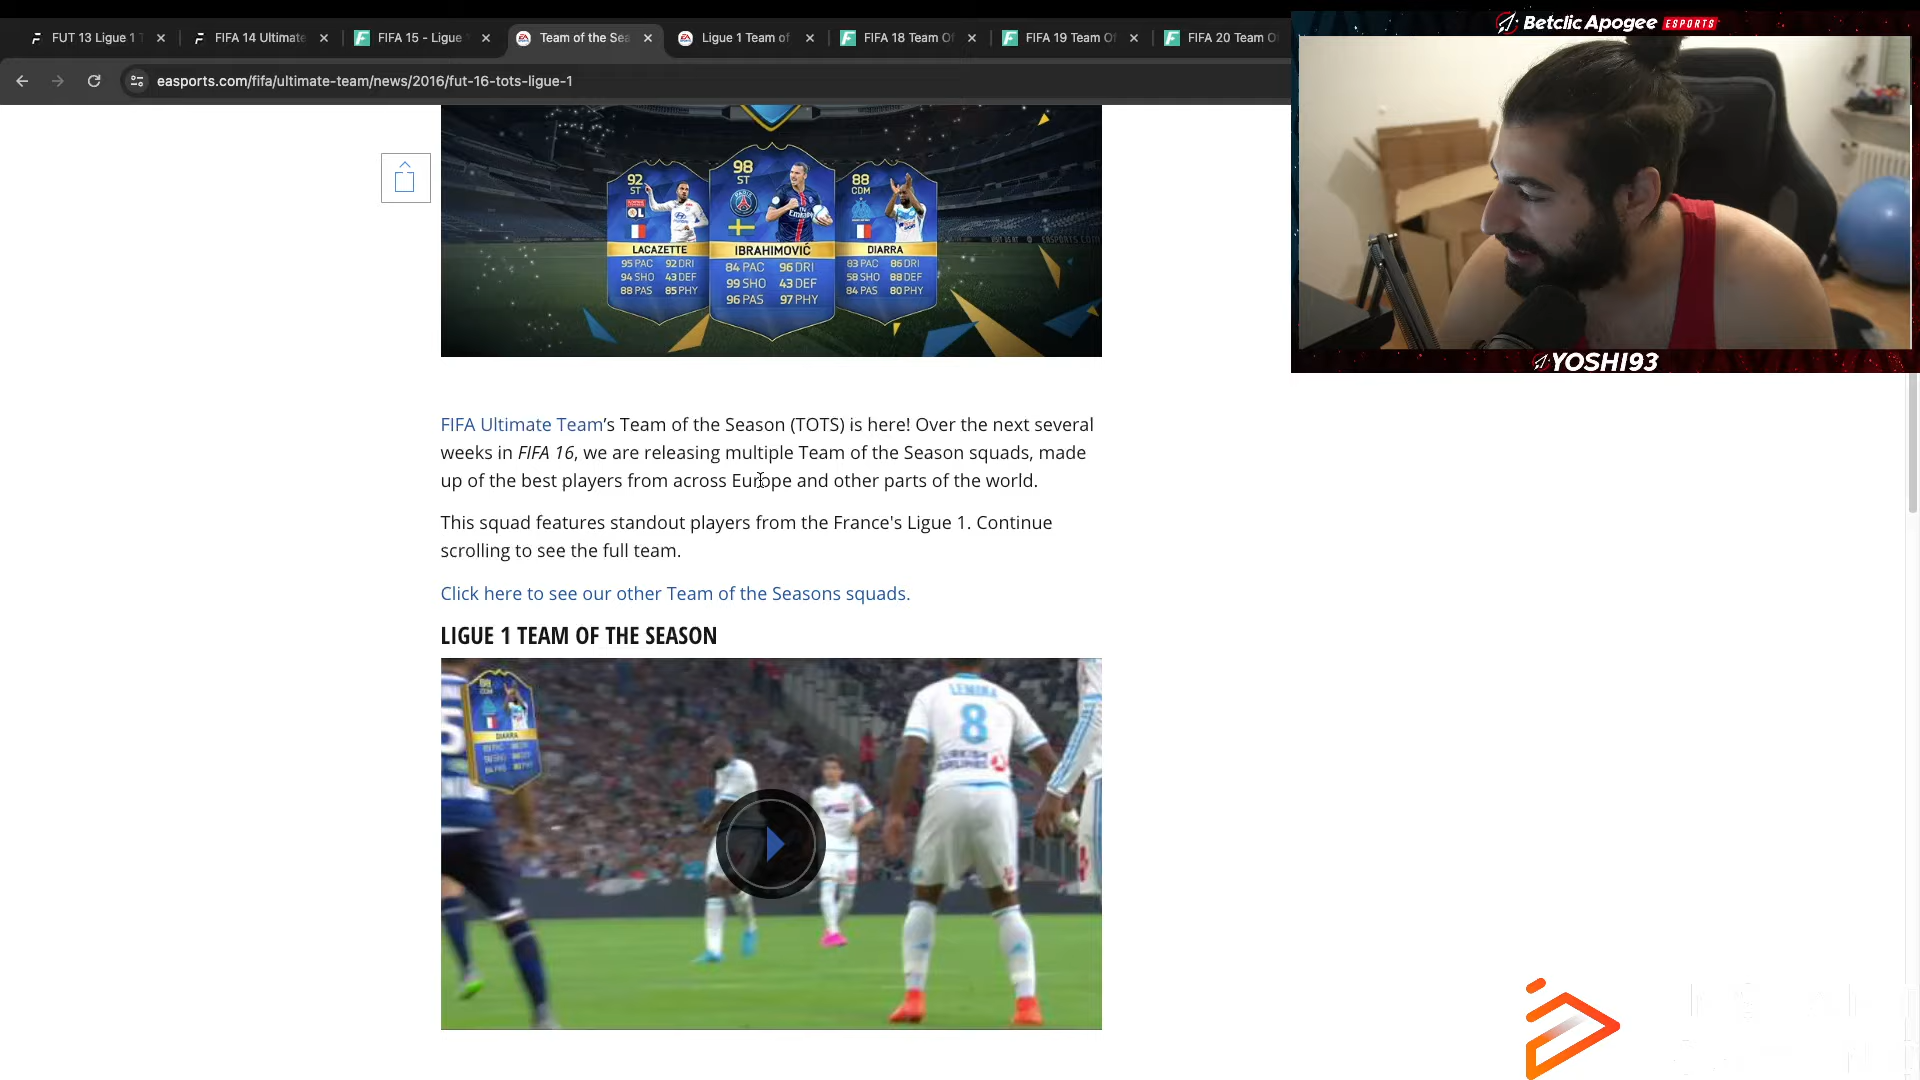 FUT 13 Ligue 1 T
FIFA 14 Ultimate
FIFA 15 - Ligue
Team of the Sea
Ligue 1 Team of
FIFA 18 Team Of
FIFA 19 Team Of
FIFA 20 Team O
easports.com/fifa/ultimate-team/news/2016/fut-16-tots-ligue-1
Betclic Apogee ESPORTS
YOSHI93
92
ST
OL
LACAZETTE
95 PAC 92 DRI
94 SHO 43 DEF
88 PAS 85 PHY
98
ST
PARIS
Fly Emirates
IBRAHIMOVIĆ
84 PAC 96 DRI
99 SHO 43 DEF
96 PAS 97 PHY
88
CDM
DIARRA
83 PAC 86 DRI
58 SHO 88 DEF
84 PAS 80 PHY
FIFA Ultimate Team's Team of the Season (TOTS) is here! Over the next several
weeks in FIFA 16, we are releasing multiple Team of the Season squads, made
up of the best players from across Europe and other parts of the world.
This squad features standout players from the France's Ligue 1. Continue
scrolling to see the full team.
Click here to see our other Team of the Seasons squads.
LIGUE 1 TEAM OF THE SEASON
DIARRA
LEMINA
8